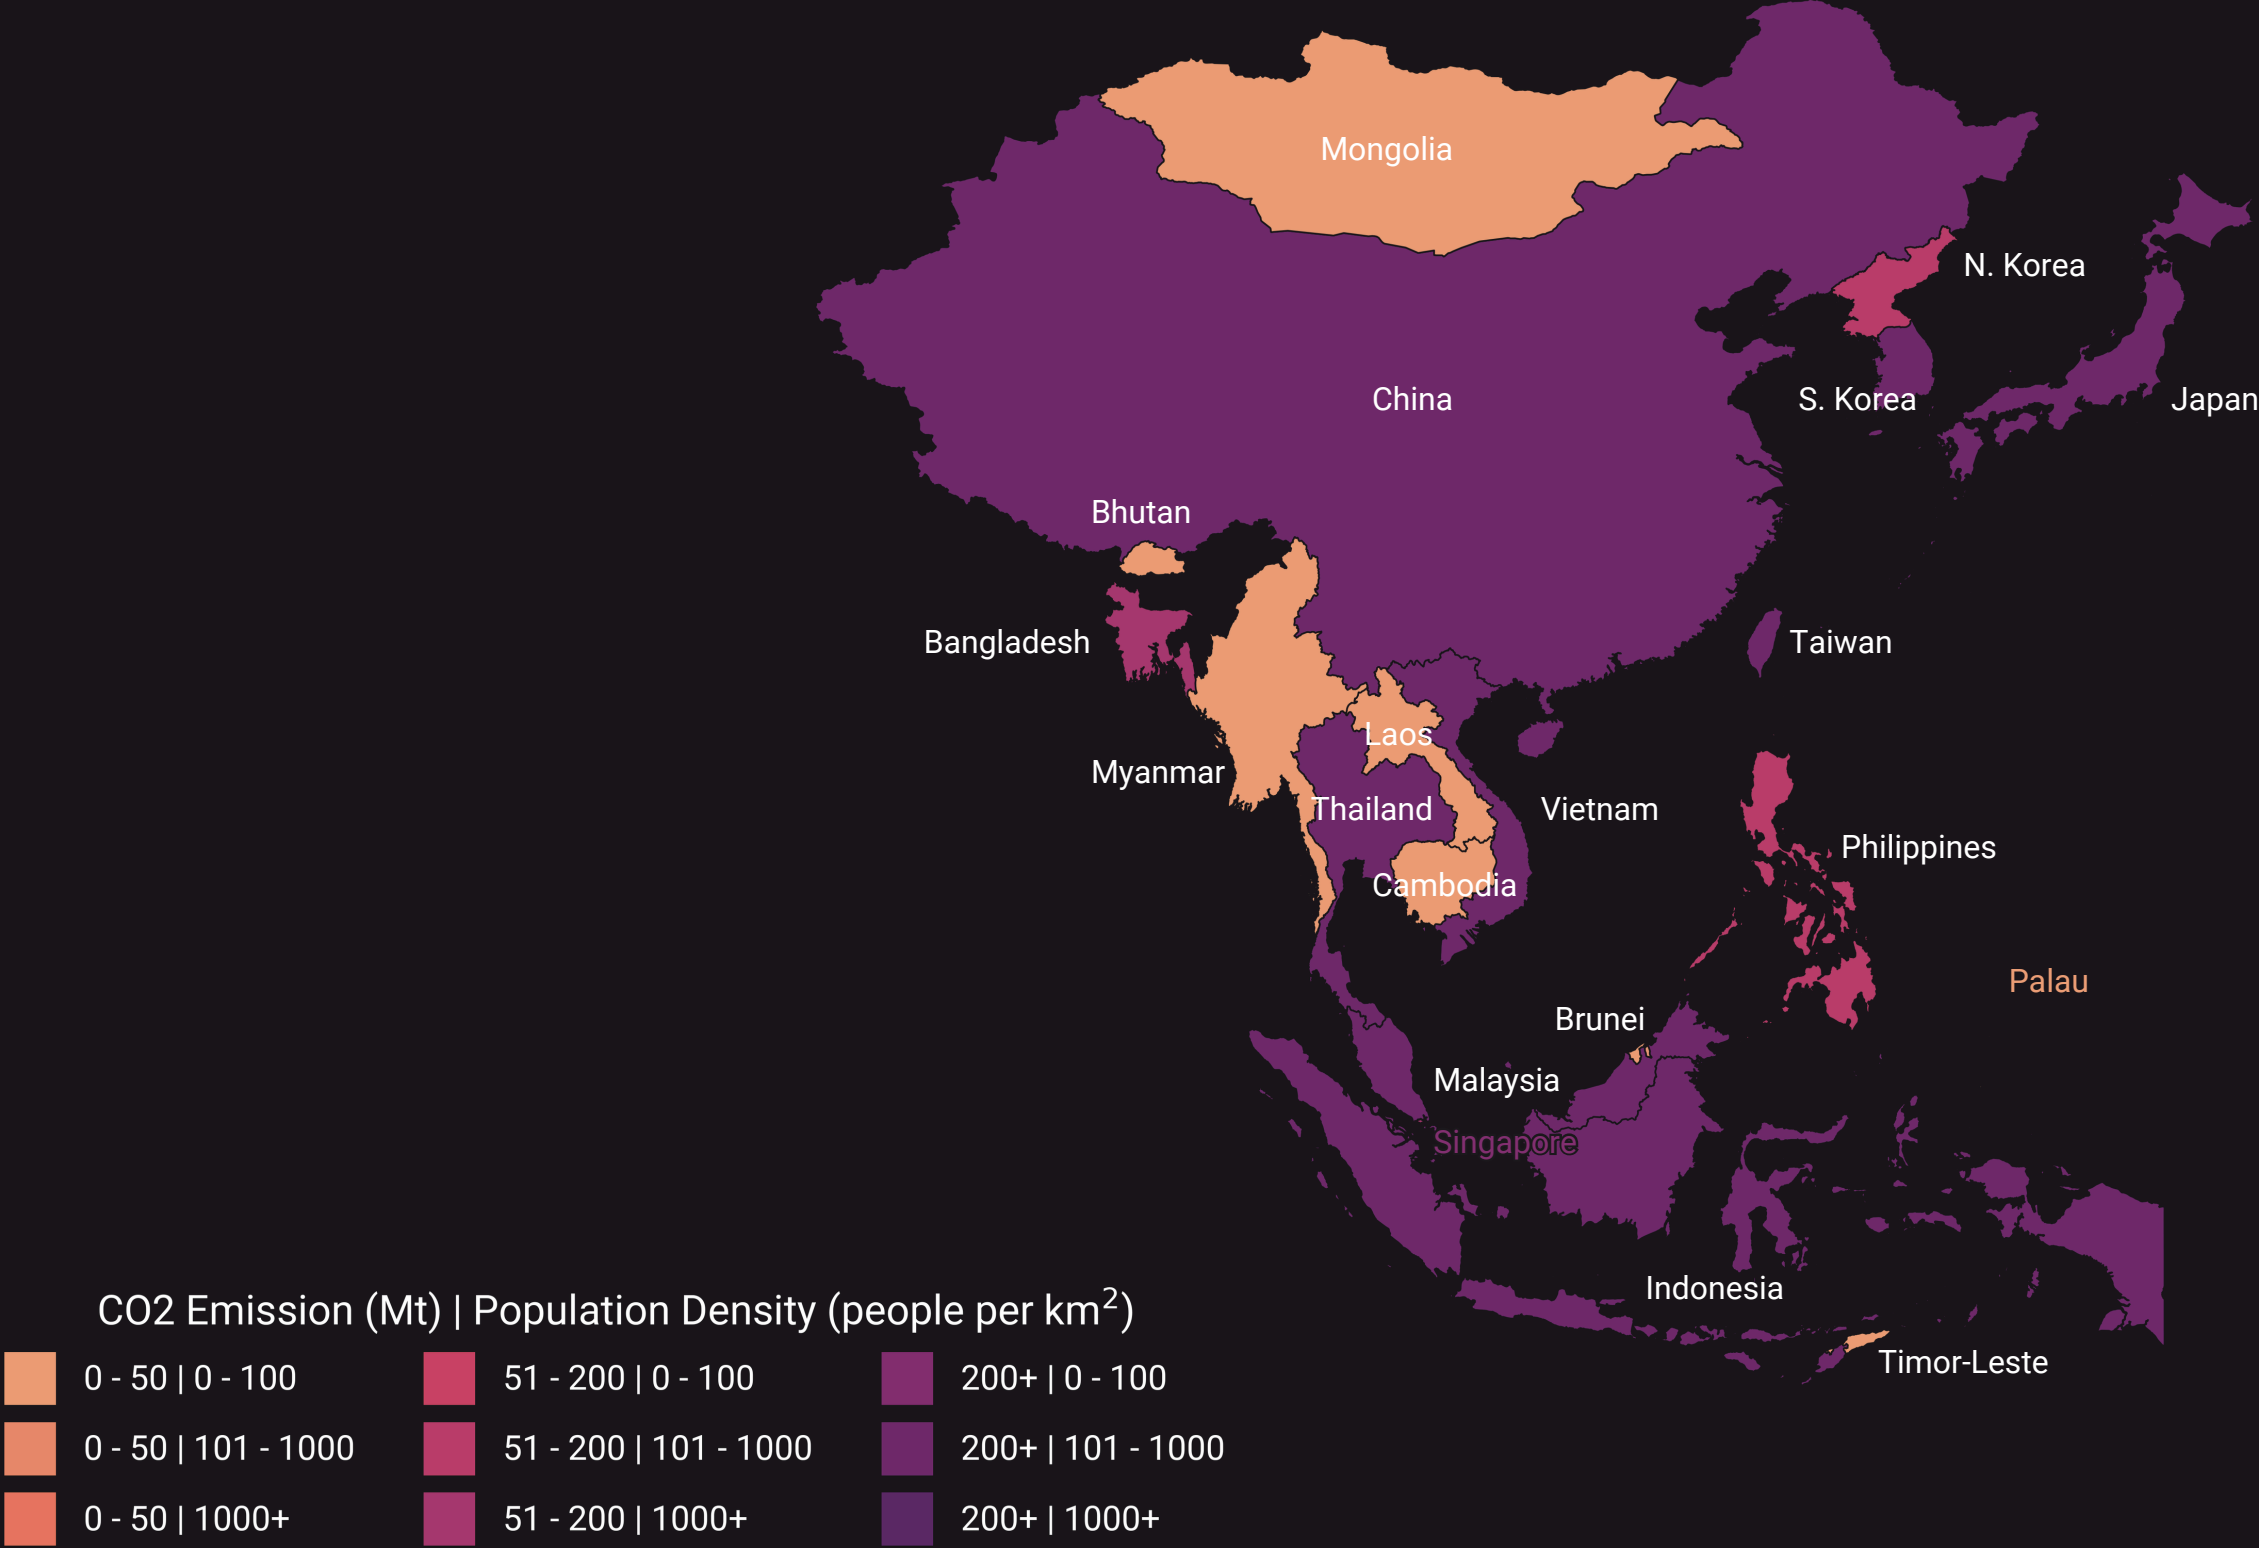 Mongolia
N. Korea
China
S. Korea
Japan
Bhutan
Bangladesh
Taiwan
Laos
Myanmar
Thailand
Vietnam
Philippines
Cambodia
Palau
Brunei
Malaysia
Singapore
Indonesia
Timor-Leste
CO2 Emission (Mt) | Population Density (people per km²)
0 - 50 | 0 - 100
51 - 200 | 0 - 100
200+ | 0 - 100
0 - 50 | 101 - 1000
51 - 200 | 101 - 1000
200+ | 101 - 1000
0 - 50 | 1000+
51 - 200 | 1000+
200+ | 1000+